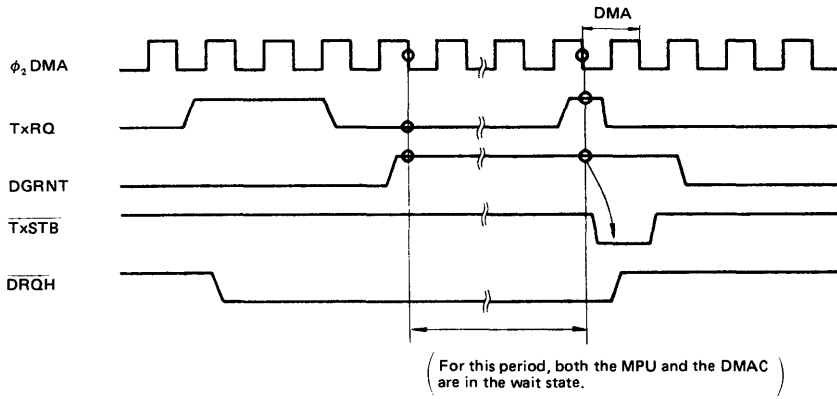 DMA
φ₂ DMA
TxRQ
DGRNT
TxSTB
DRQH
For this period, both the MPU and the DMAC
are in the wait state.